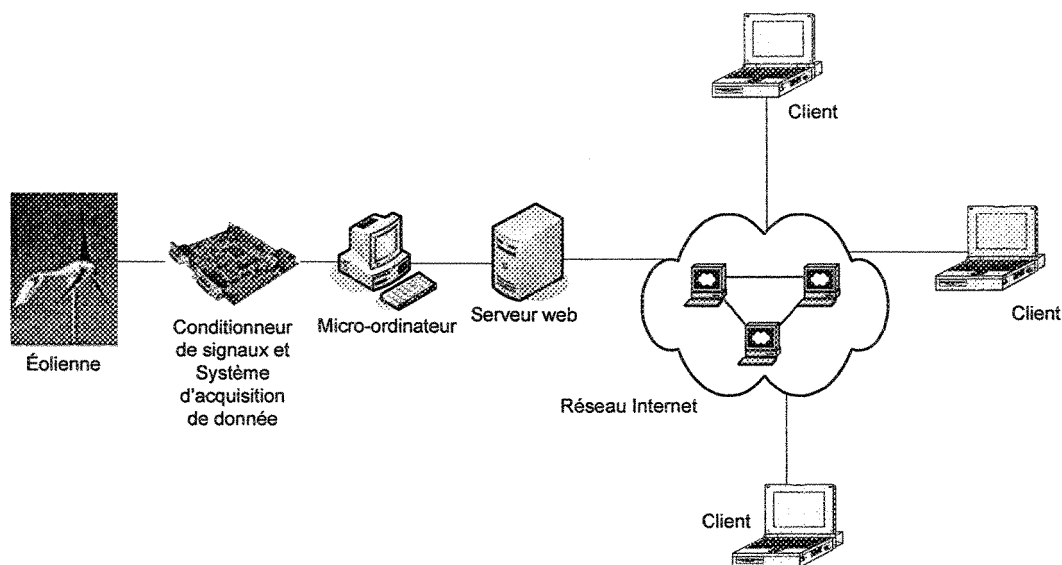 Client
Client
Éolienne
Conditionneur
de signaux et
Système
d'acquisition
de donnée
Micro-ordinateur
Serveur web
Réseau Internet
Client